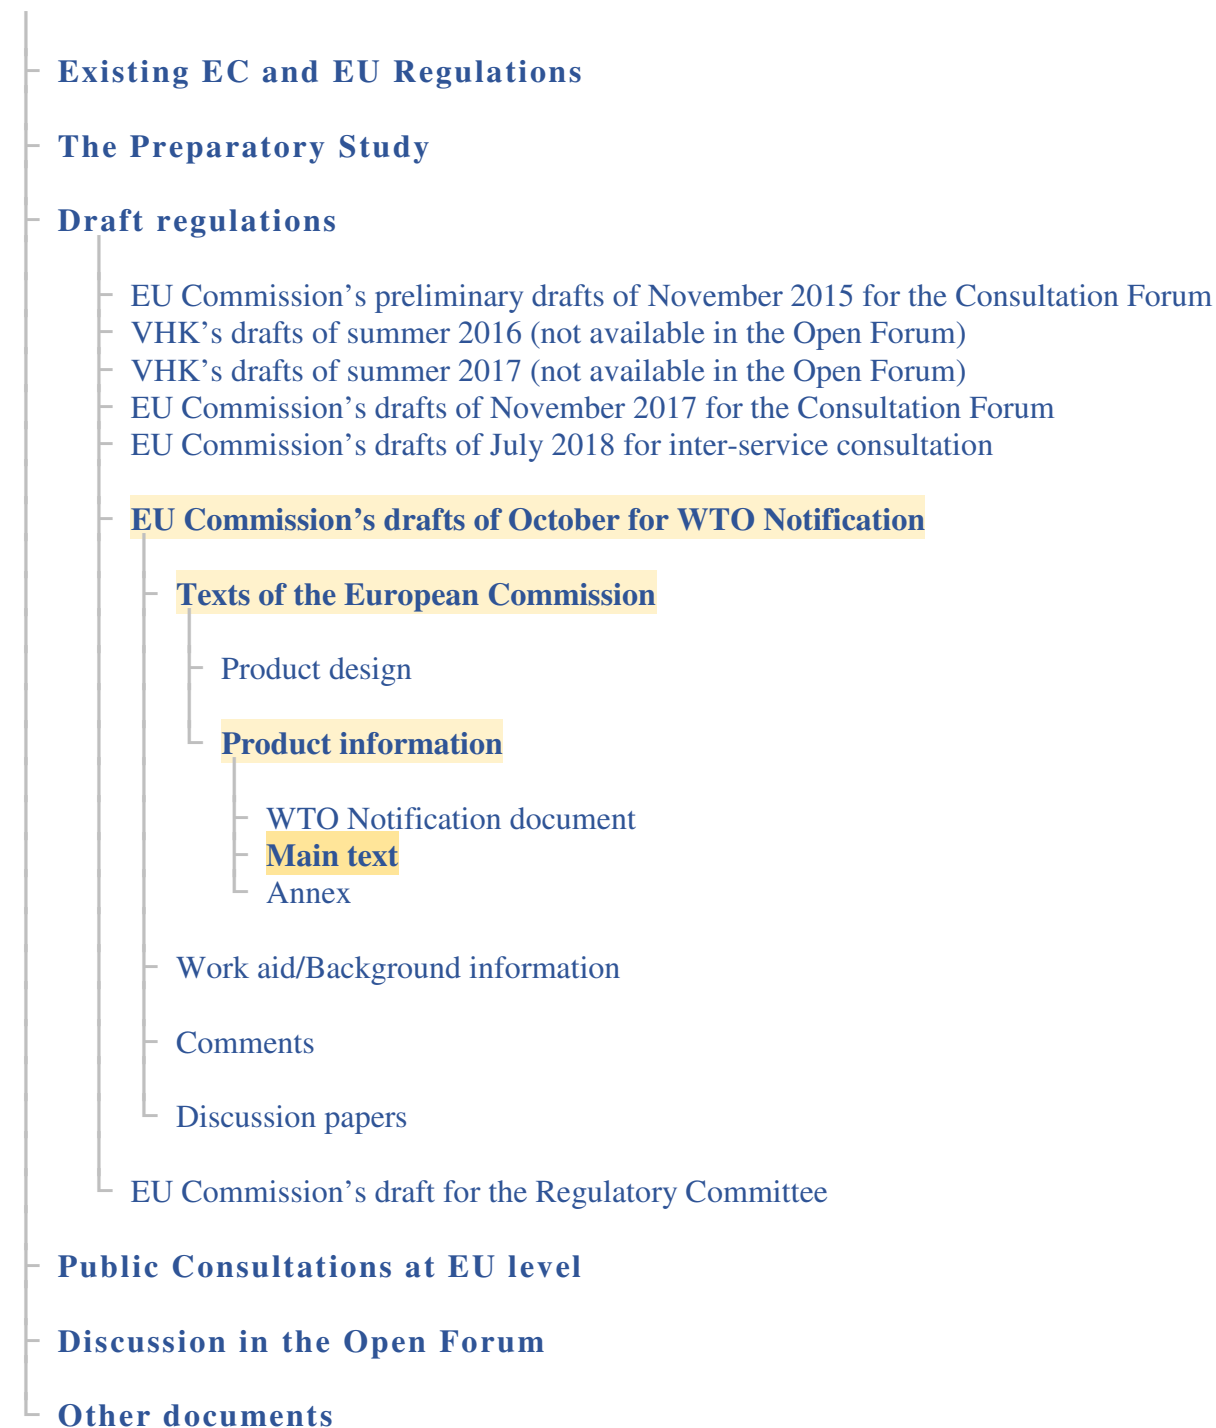 Existing EC and EU Regulations
The Preparatory Study
Draft regulations
EU Commission’s preliminary drafts of November 2015 for the Consultation Forum
VHK’s drafts of summer 2016 (not available in the Open Forum)
VHK’s drafts of summer 2017 (not available in the Open Forum)
EU Commission’s drafts of November 2017 for the Consultation Forum
EU Commission’s drafts of July 2018 for inter-service consultation
EU Commission’s drafts of October for WTO Notification
Texts of the European Commission
Product design
Product information
WTO Notification document
Main text
Annex
Work aid/Background information
Comments
Discussion papers
EU Commission’s draft for the Regulatory Committee
Public Consultations at EU level
Discussion in the Open Forum
Other documents